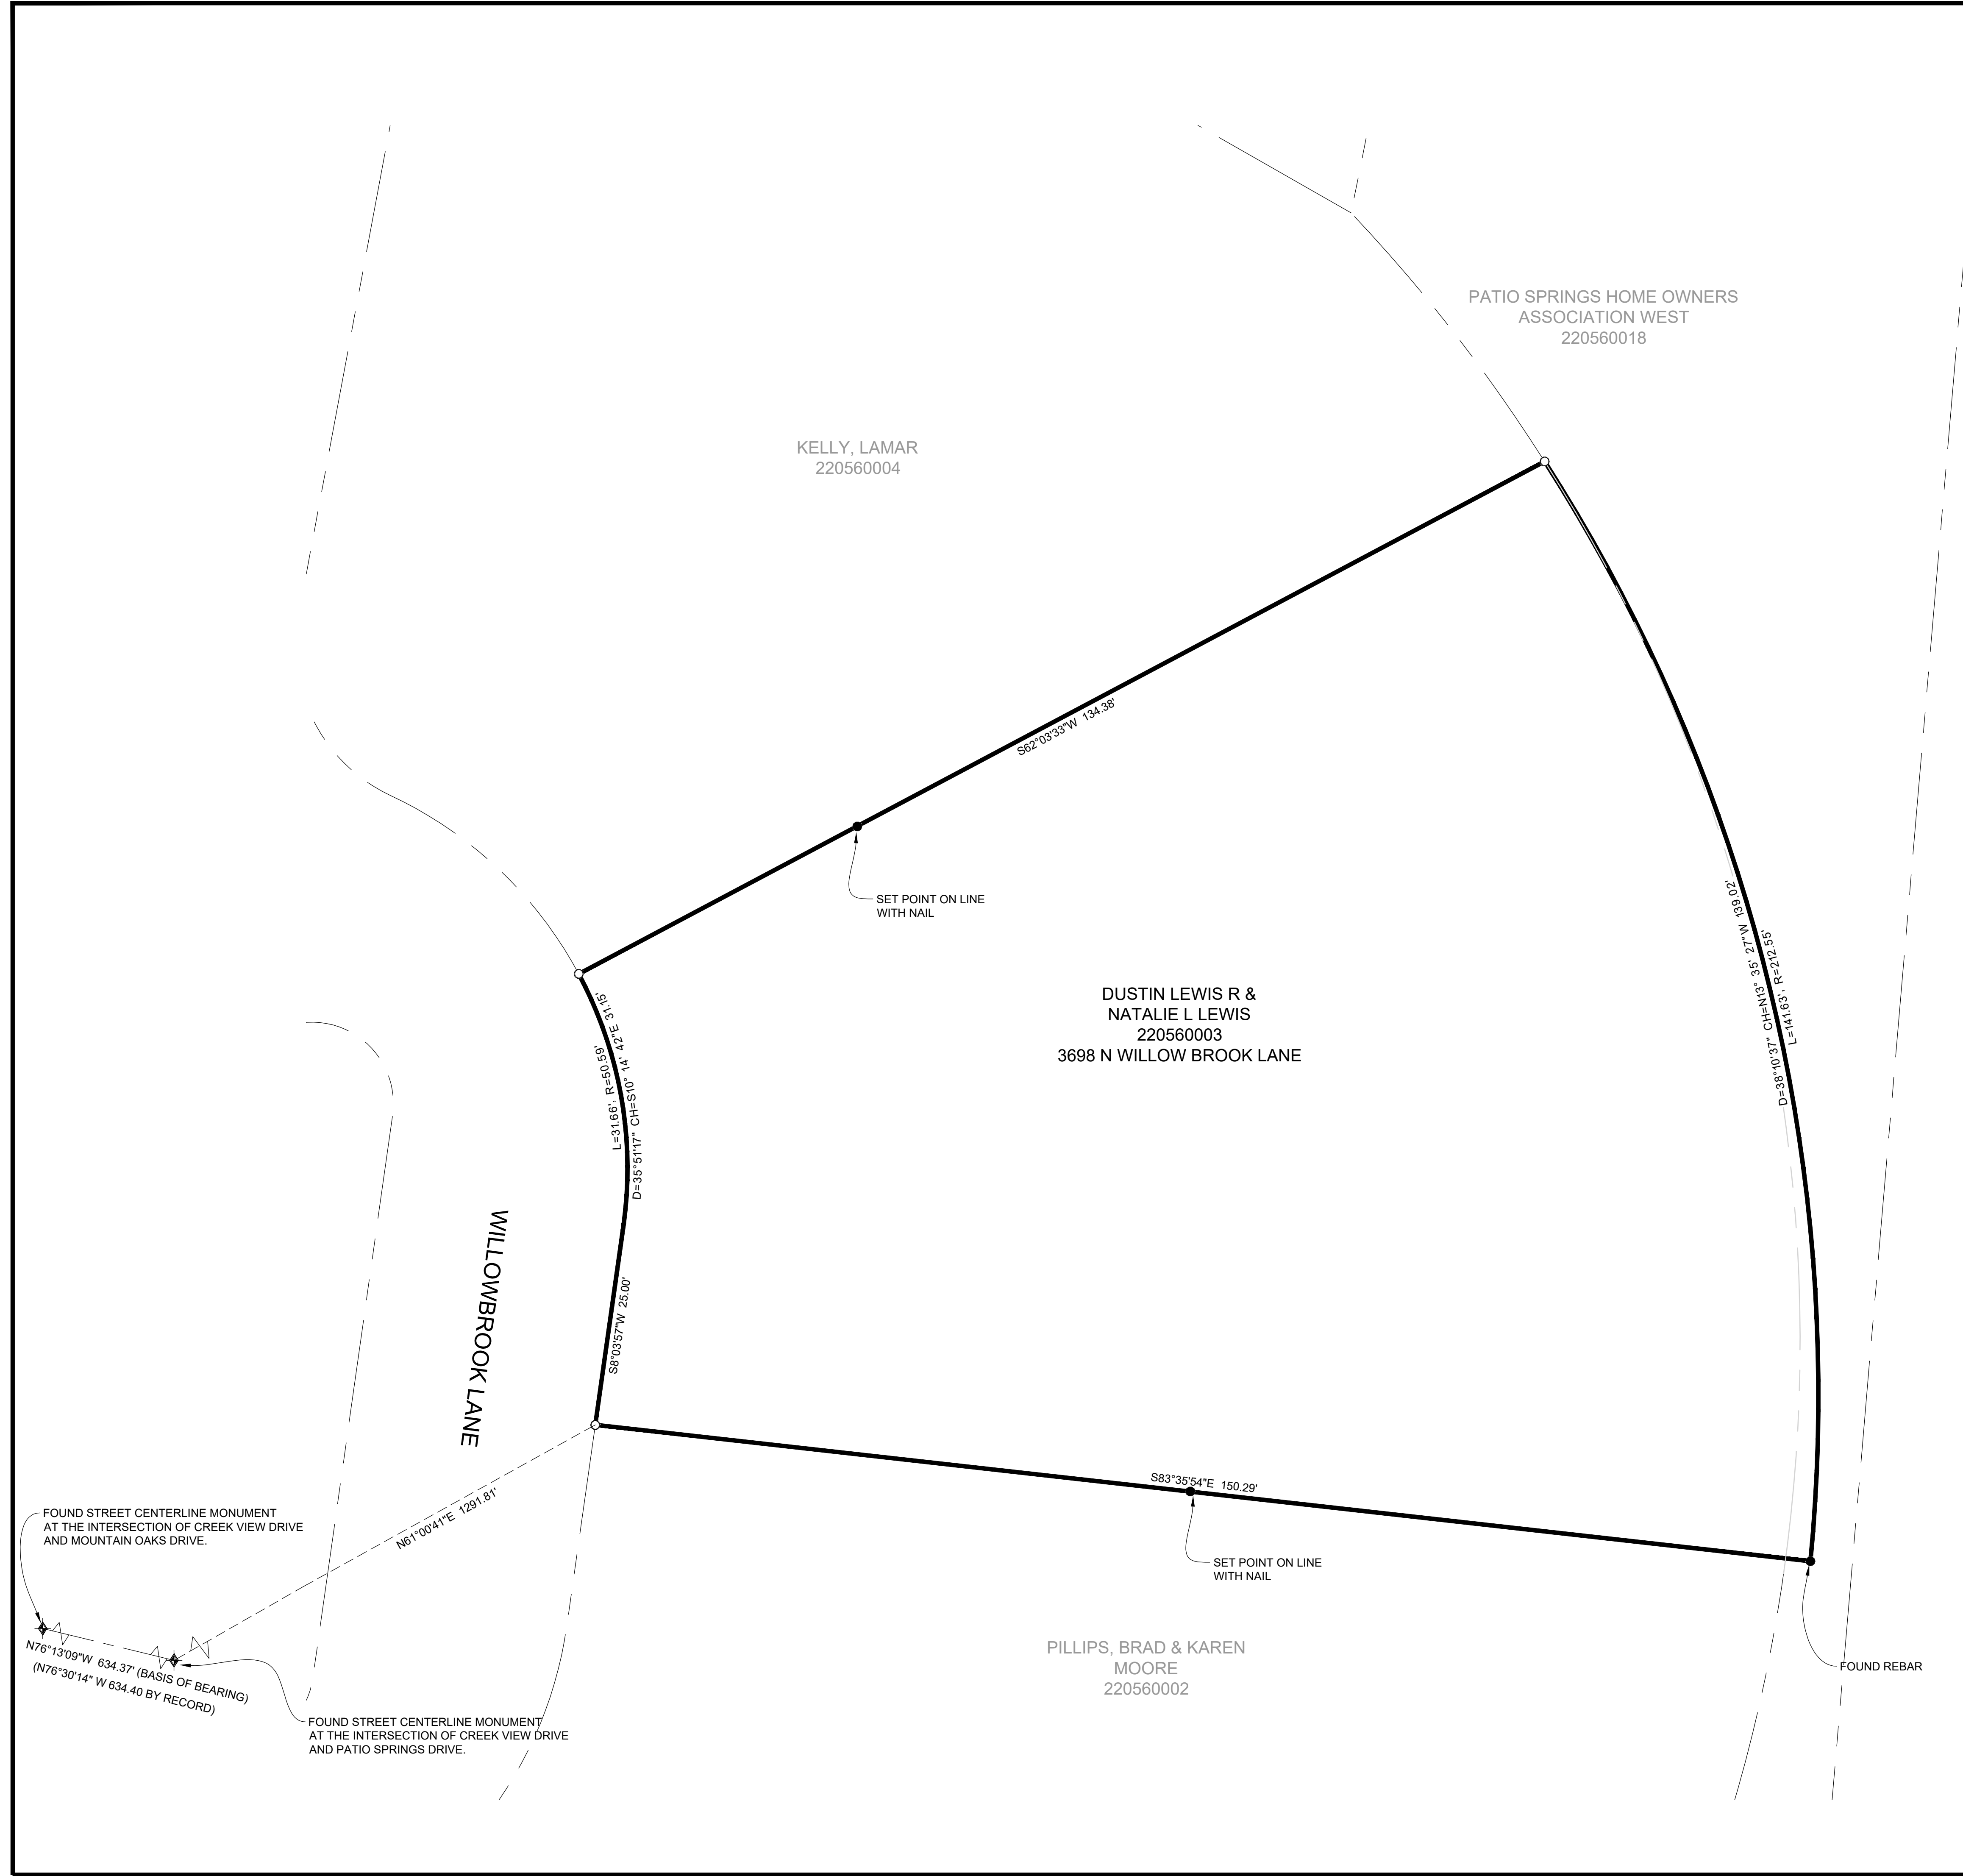 PATIO SPRINGS HOME OWNERS
ASSOCIATION WEST
220560018
KELLY, LAMAR
220560004
S62°03'33"W 134.38'
SET POINT ON LINE
WITH NAIL
D=38°10'37" CH=N13° 35' 27"W 139.02'
L=141.63', R=212.55'
DUSTIN LEWIS R &
NATALIE L LEWIS
220560003
3698 N WILLOW BROOK LANE
L=31.66', R=50.59'
D=35°51'17" CH=S10° 14' 42"E 31.15'
WILLOWBROOK LANE
S8°03'57"W 25.00'
S83°35'54"E 150.29'
N61°00'41"E 1291.81'
FOUND STREET CENTERLINE MONUMENT
AT THE INTERSECTION OF CREEK VIEW DRIVE
AND MOUNTAIN OAKS DRIVE.
SET POINT ON LINE
WITH NAIL
N76°13'09"W 634.37' (BASIS OF BEARING)
(N76°30'14" W 634.40 BY RECORD)
PILLIPS, BRAD & KAREN
MOORE
220560002
FOUND REBAR
FOUND STREET CENTERLINE MONUMENT
AT THE INTERSECTION OF CREEK VIEW DRIVE
AND PATIO SPRINGS DRIVE.